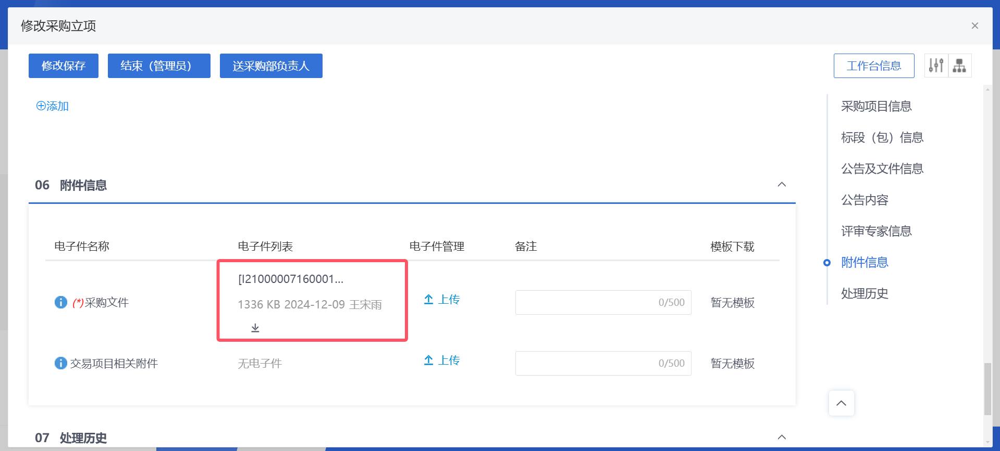 修改采购立项
修改保存
结束（管理员）
送采购部负责人
工作台信息
添加
采购项目信息
标段（包）信息
公告及文件信息
公告内容
评审专家信息
附件信息
处理历史
06 附件信息
电子件名称 电子件列表 电子件管理 备注 模板下载
[I21000007160001...
(*)采购文件 1336 KB 2024-12-09 王宋雨 上传 0/500 暂无模板
交易项目相关附件 无电子件 上传 0/500 暂无模板
07 处理历史